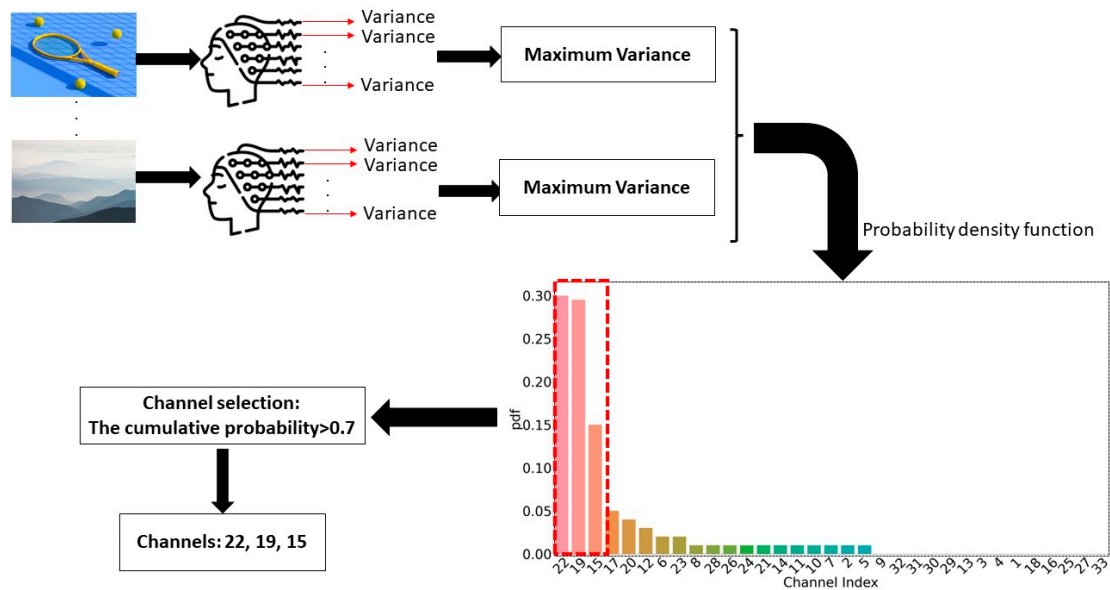 Variance
Variance
Variance
Maximum Variance
Variance
Variance
Variance
Maximum Variance
Probability density function
0.30
0.25
0.20
0.15
0.10
0.05
0.00
pdf
22 19 15 17 20 12 6 23 8 28 26 24 21 14 11 10 7 2 5 9 32 31 30 29 13 3 4 1 18 16 25 27 33
Channel Index
Channel selection:
The cumulative probability>0.7
Channels: 22, 19, 15